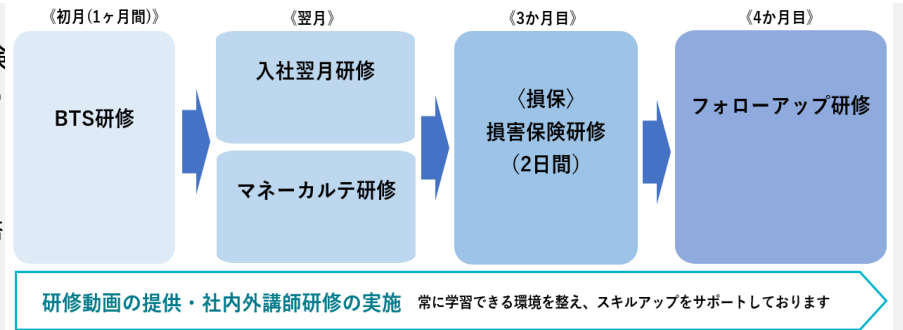 《初月(1ヶ月間)》
《翌月》
《3か月目》
《4か月目》
BTS研修
入社翌月研修
マネーカルテ研修
〈損保〉
損害保険研修
（2日間）
フォローアップ研修
研修動画の提供・社内外講師研修の実施 常に学習できる環境を整え、スキルアップをサポートしております